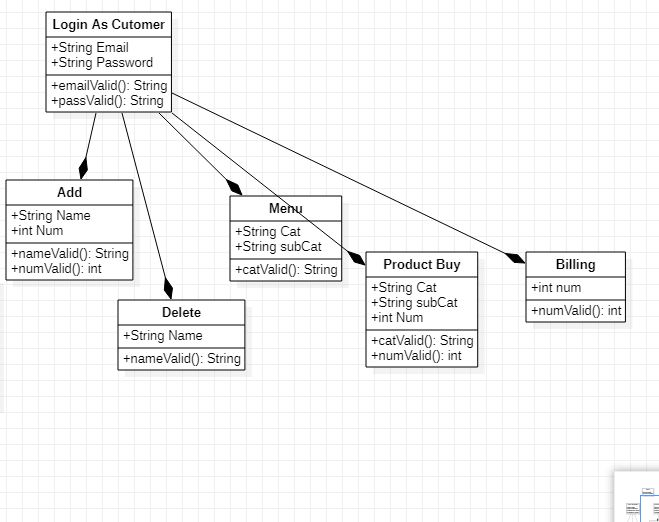 Login As Cutomer
+String Email
+String Password
+emailValid(): String
+passValid(): String
Add
+String Name
+int Num
+nameValid(): String
+numValid(): int
Delete
+String Name
+nameValid(): String
Menu
+String Cat
+String subCat
+catValid(): String
Product Buy
+String Cat
+String subCat
+int Num
+catValid(): String
+numValid(): int
Billing
+int num
+numValid(): int